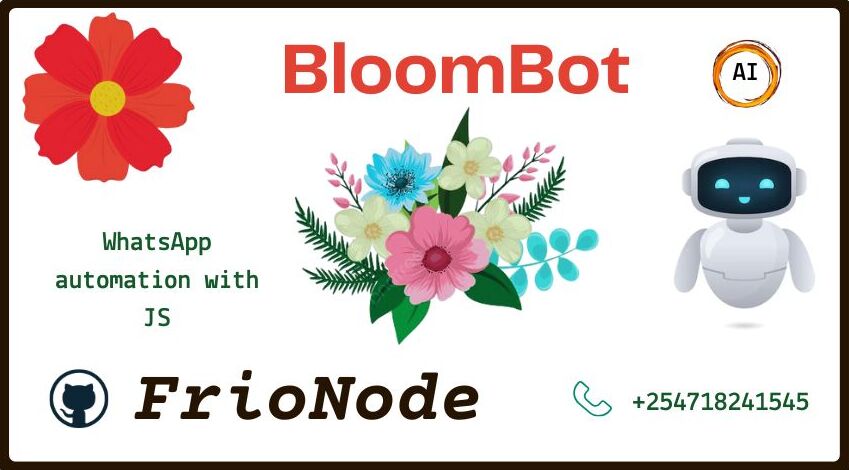 BloomBot
AI
WhatsApp
automation with
JS
FrioNode
+254718241545